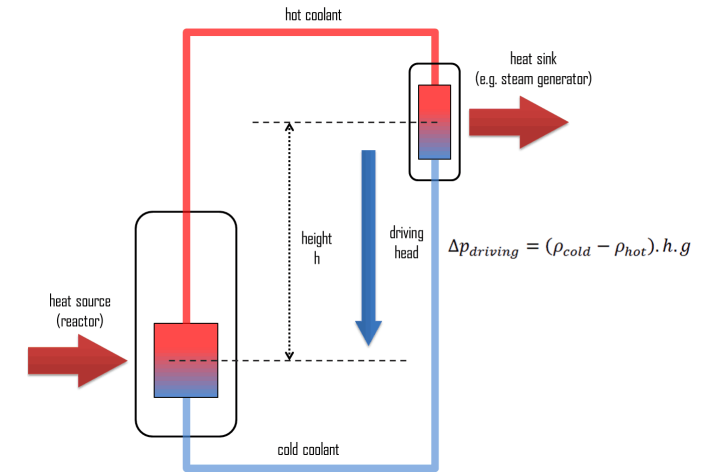 hot coolant
heat sink
(e.g. steam generator)
height
h
driving
head
Δp_driving = (ρ_cold − ρ_hot). h. g
heat source
(reactor)
cold coolant